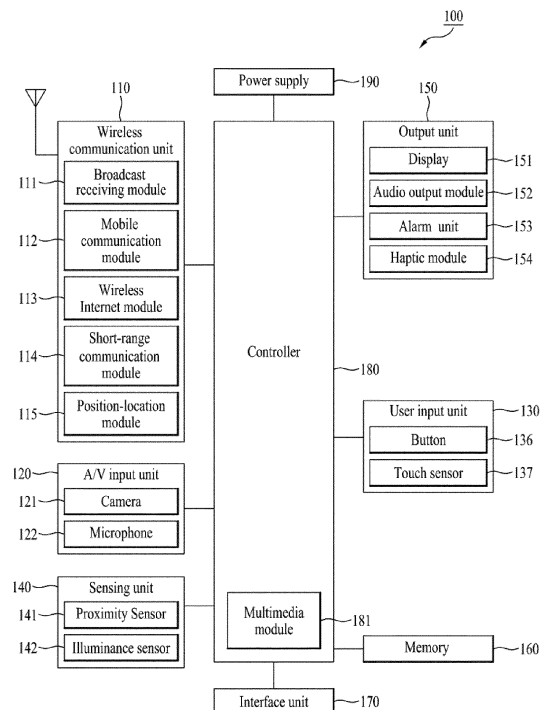 100
Power supply
190
110
Wireless
communication unit
111
Broadcast
receiving module
112
Mobile
communication
module
113
Wireless
Internet module
114
Short-range
communication
module
115
Position-location
module
120
A/V input unit
121
Camera
122
Microphone
140
Sensing unit
141
Proximity Sensor
142
Illuminance sensor
Controller
180
Multimedia
module
181
150
Output unit
Display
151
Audio output module
152
Alarm unit
153
Haptic module
154
User input unit
130
Button
136
Touch sensor
137
Memory
160
Interface unit
170